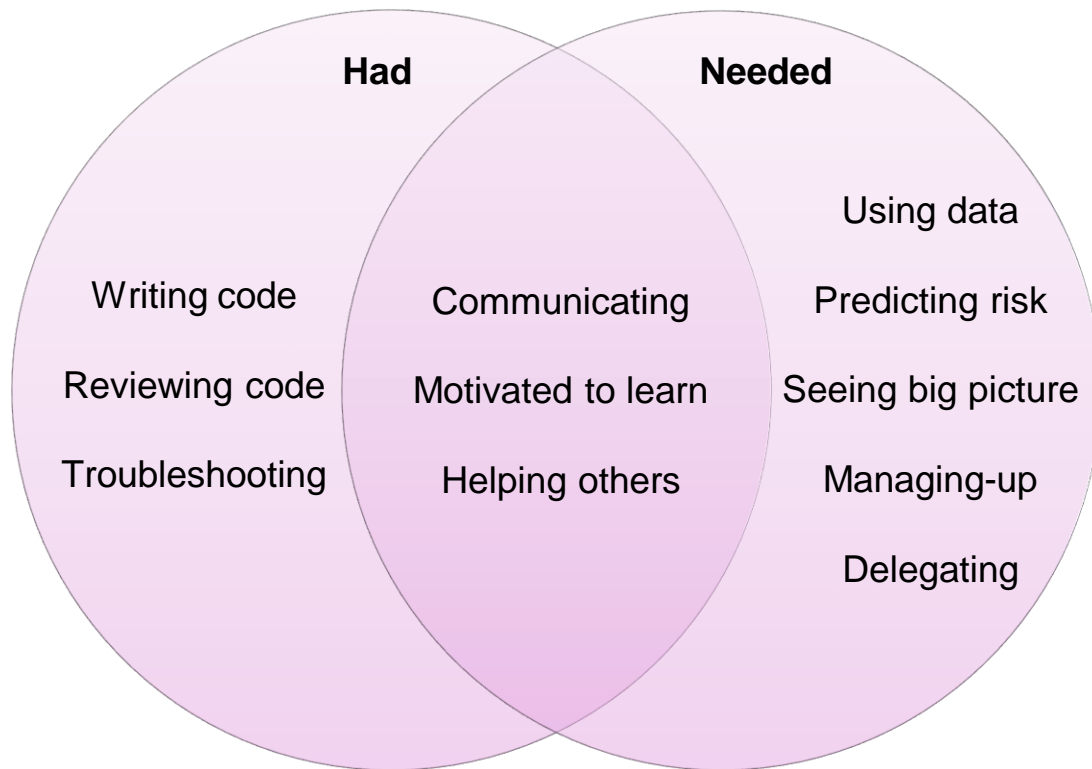 Had
Needed
Writing code
Reviewing code
Troubleshooting
Communicating
Motivated to learn
Helping others
Using data
Predicting risk
Seeing big picture
Managing-up
Delegating